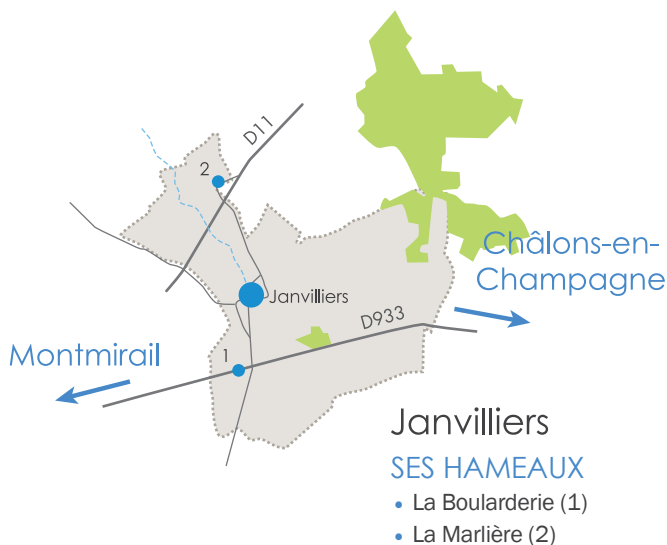 D11
2
Châlons-en-
Champagne
Janvilliers
D933
Montmirail
1
Janvilliers
SES HAMEAUX
• La Boularderie (1)
• La Marlière (2)